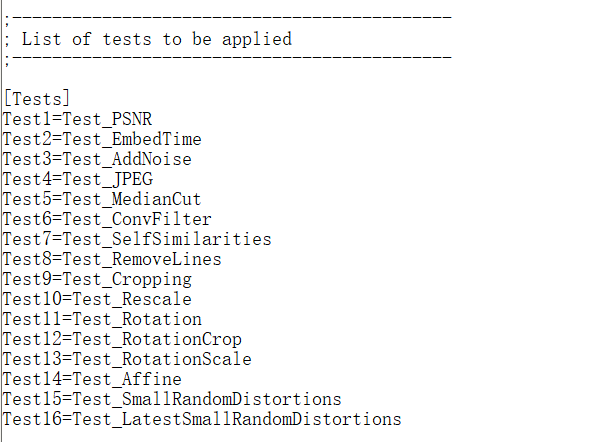 ;--------------------------------------------
; List of tests to be applied
;--------------------------------------------
[Tests]
Test1=Test_PSNR
Test2=Test_EmbedTime
Test3=Test_AddNoise
Test4=Test_JPEG
Test5=Test_MedianCut
Test6=Test_ConvFilter
Test7=Test_SelfSimilarities
Test8=Test_RemoveLines
Test9=Test_Cropping
Test10=Test_Rescale
Test11=Test_Rotation
Test12=Test_RotationCrop
Test13=Test_RotationScale
Test14=Test_Affine
Test15=Test_SmallRandomDistortions
Test16=Test_LatestSmallRandomDistortions